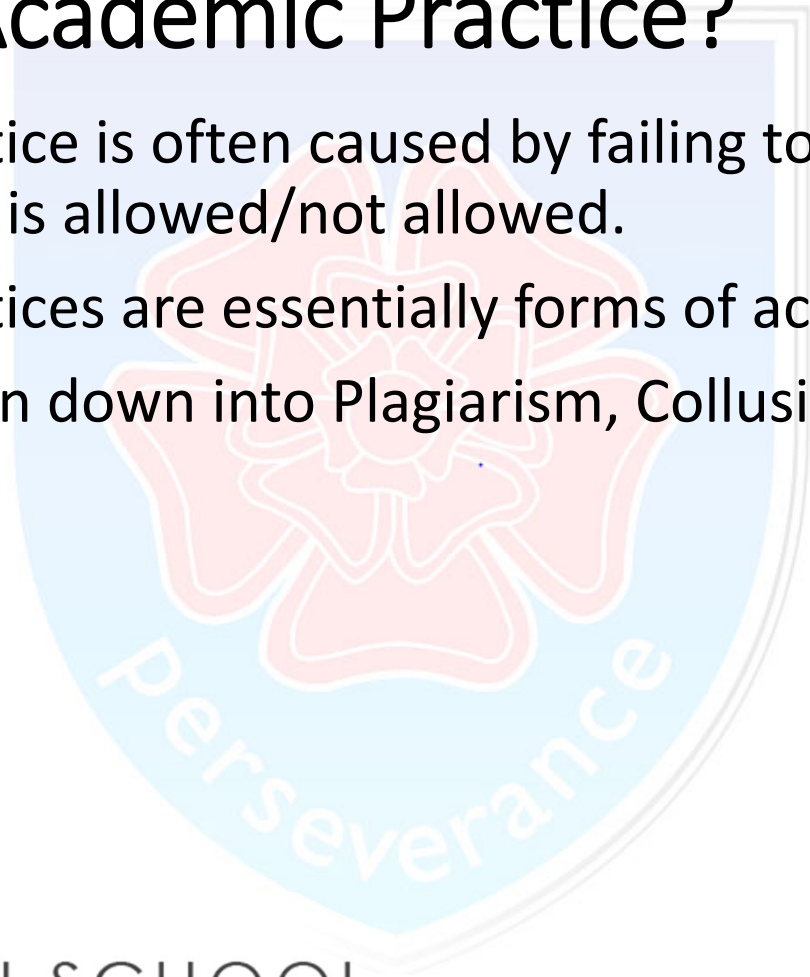 Academic Practice?
tice is often caused by failing to
is allowed/not allowed.
tices are essentially forms of ac
n down into Plagiarism, Collusi
perseverance
L SCHOOL